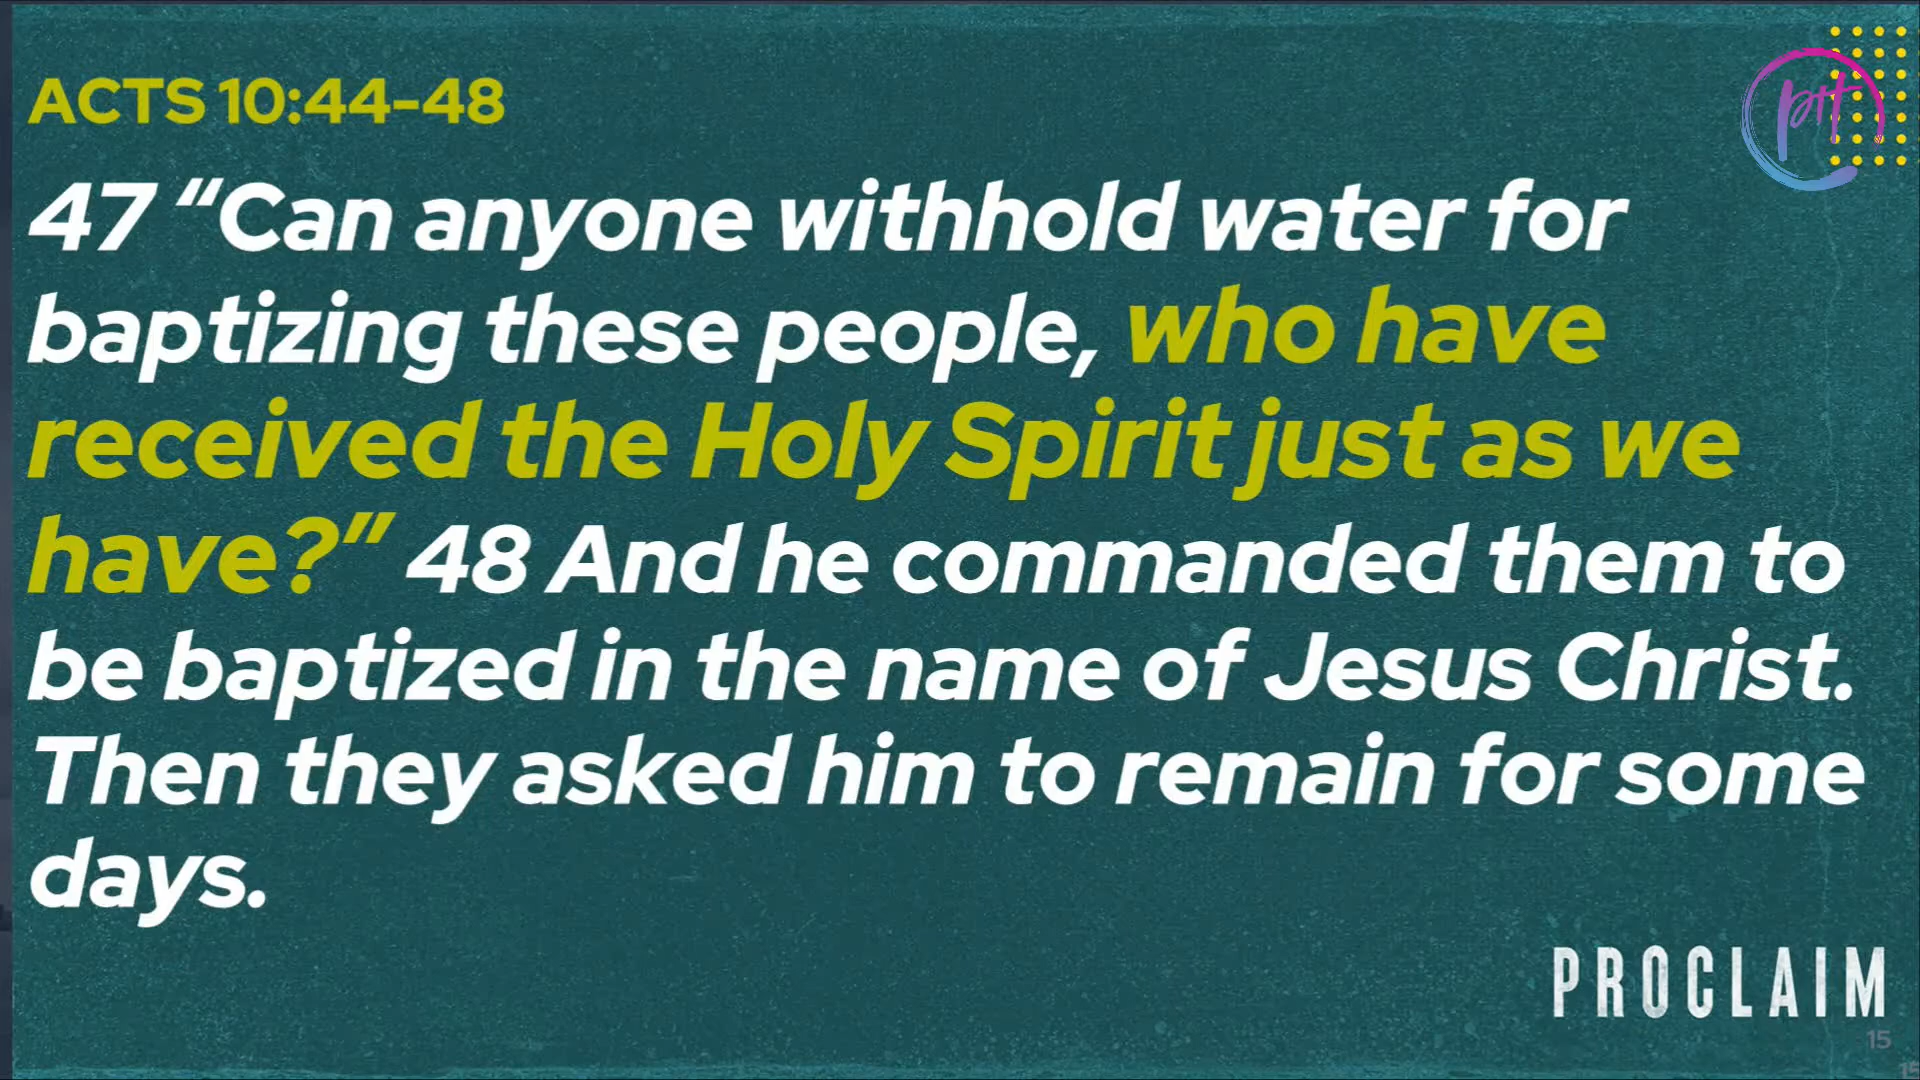 ACTS 10:44-48
pH
47 “Can anyone withhold water for
baptizing these people, who have
received the Holy Spirit just as we
have?” 48 And he commanded them to
be baptized in the name of Jesus Christ.
Then they asked him to remain for some
days.
PROCLAIM
15
15